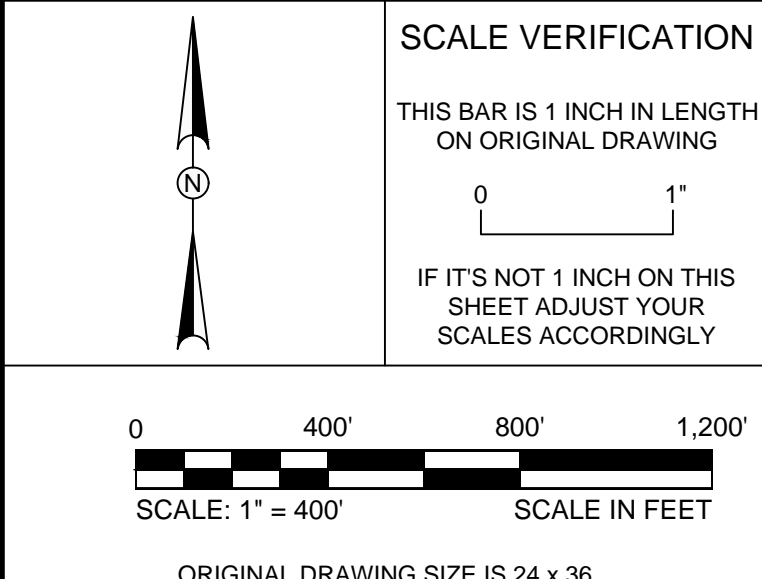 N
SCALE VERIFICATION
THIS BAR IS 1 INCH IN LENGTH
ON ORIGINAL DRAWING
0 1"
IF IT'S NOT 1 INCH ON THIS
SHEET ADJUST YOUR
SCALES ACCORDINGLY
0 400' 800' 1,200'
SCALE: 1" = 400' SCALE IN FEET
ORIGINAL DRAWING SIZE IS 24 x 36